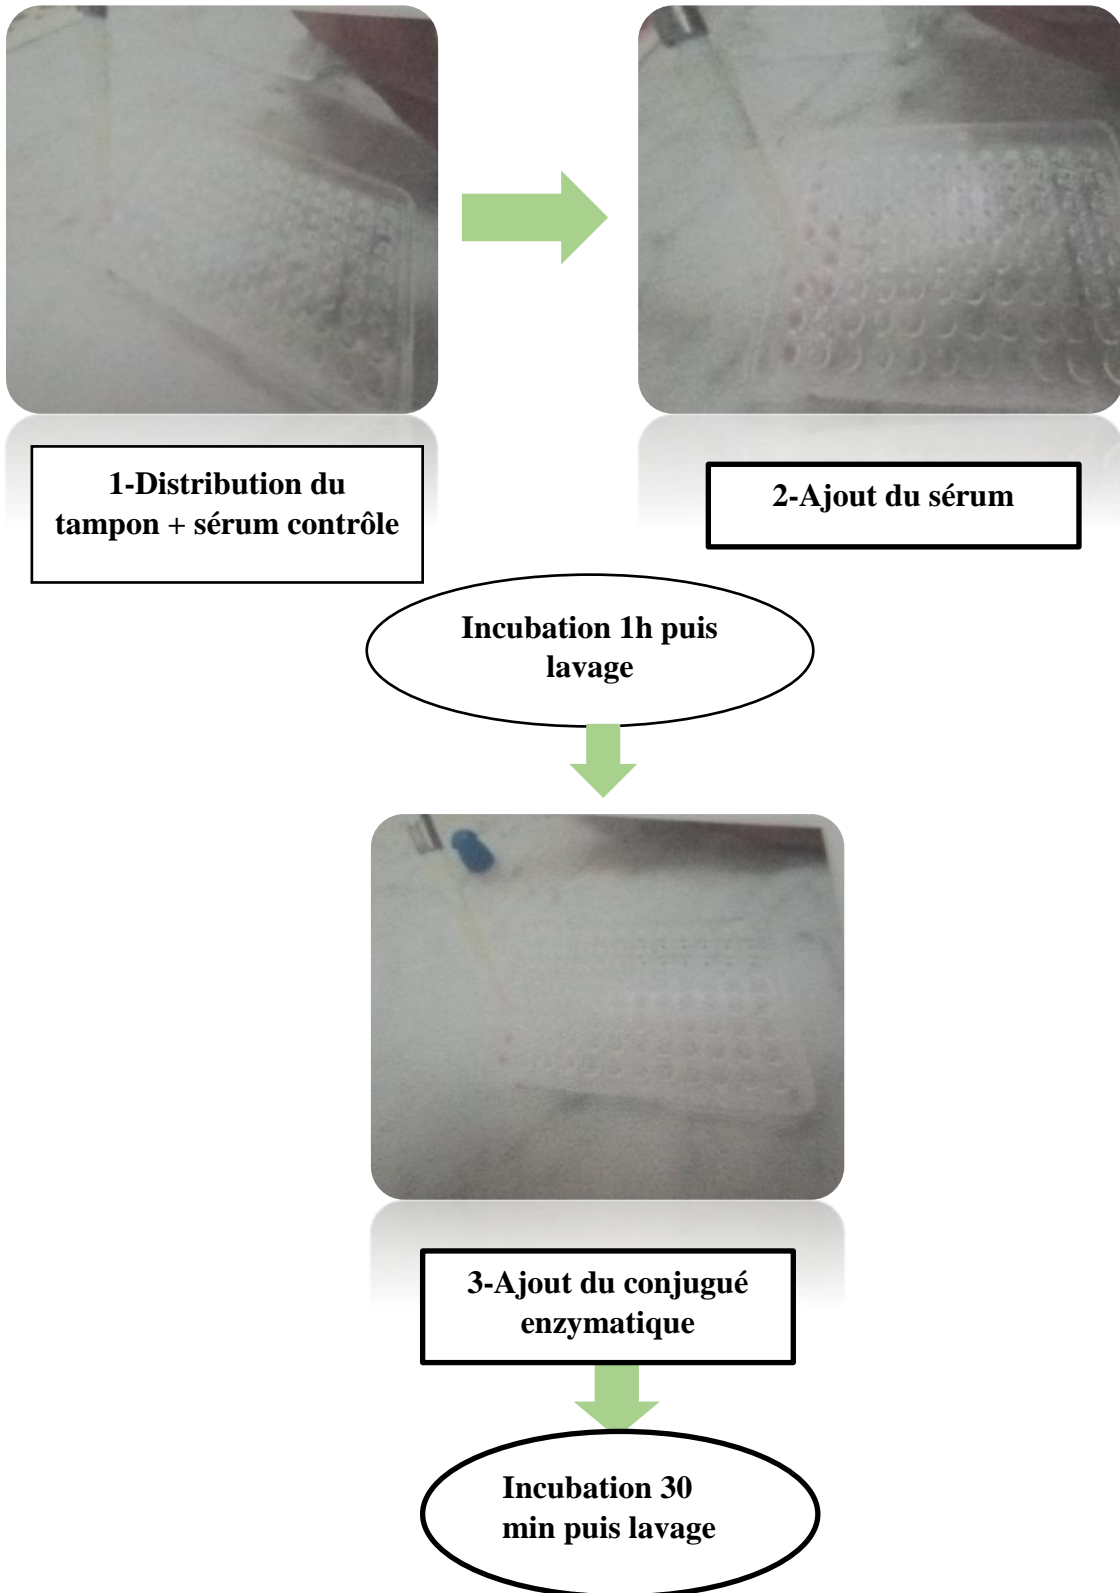 1-Distribution du
tampon + sérum contrôle
2-Ajout du sérum
Incubation 1h puis
lavage
3-Ajout du conjugué
enzymatique
Incubation 30
min puis lavage